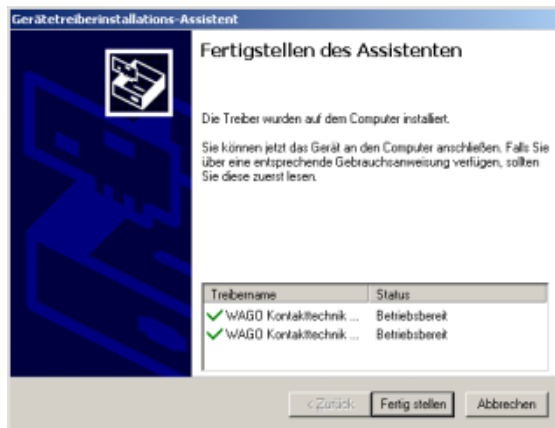 Gerätetreiberinstallations-Assistent
Fertigstellen des Assistenten
Die Treiber wurden auf dem Computer installiert.
Sie können jetzt das Gerät an den Computer anschließen. Falls Sie
über eine entsprechende Gebrauchsanweisung verfügen, sollten
Sie diese zuerst lesen.
Treibername Status
WAGO Kontakttechnik ... Betriebsbereit
WAGO Kontakttechnik ... Betriebsbereit
< Zurück Fertig stellen Abbrechen